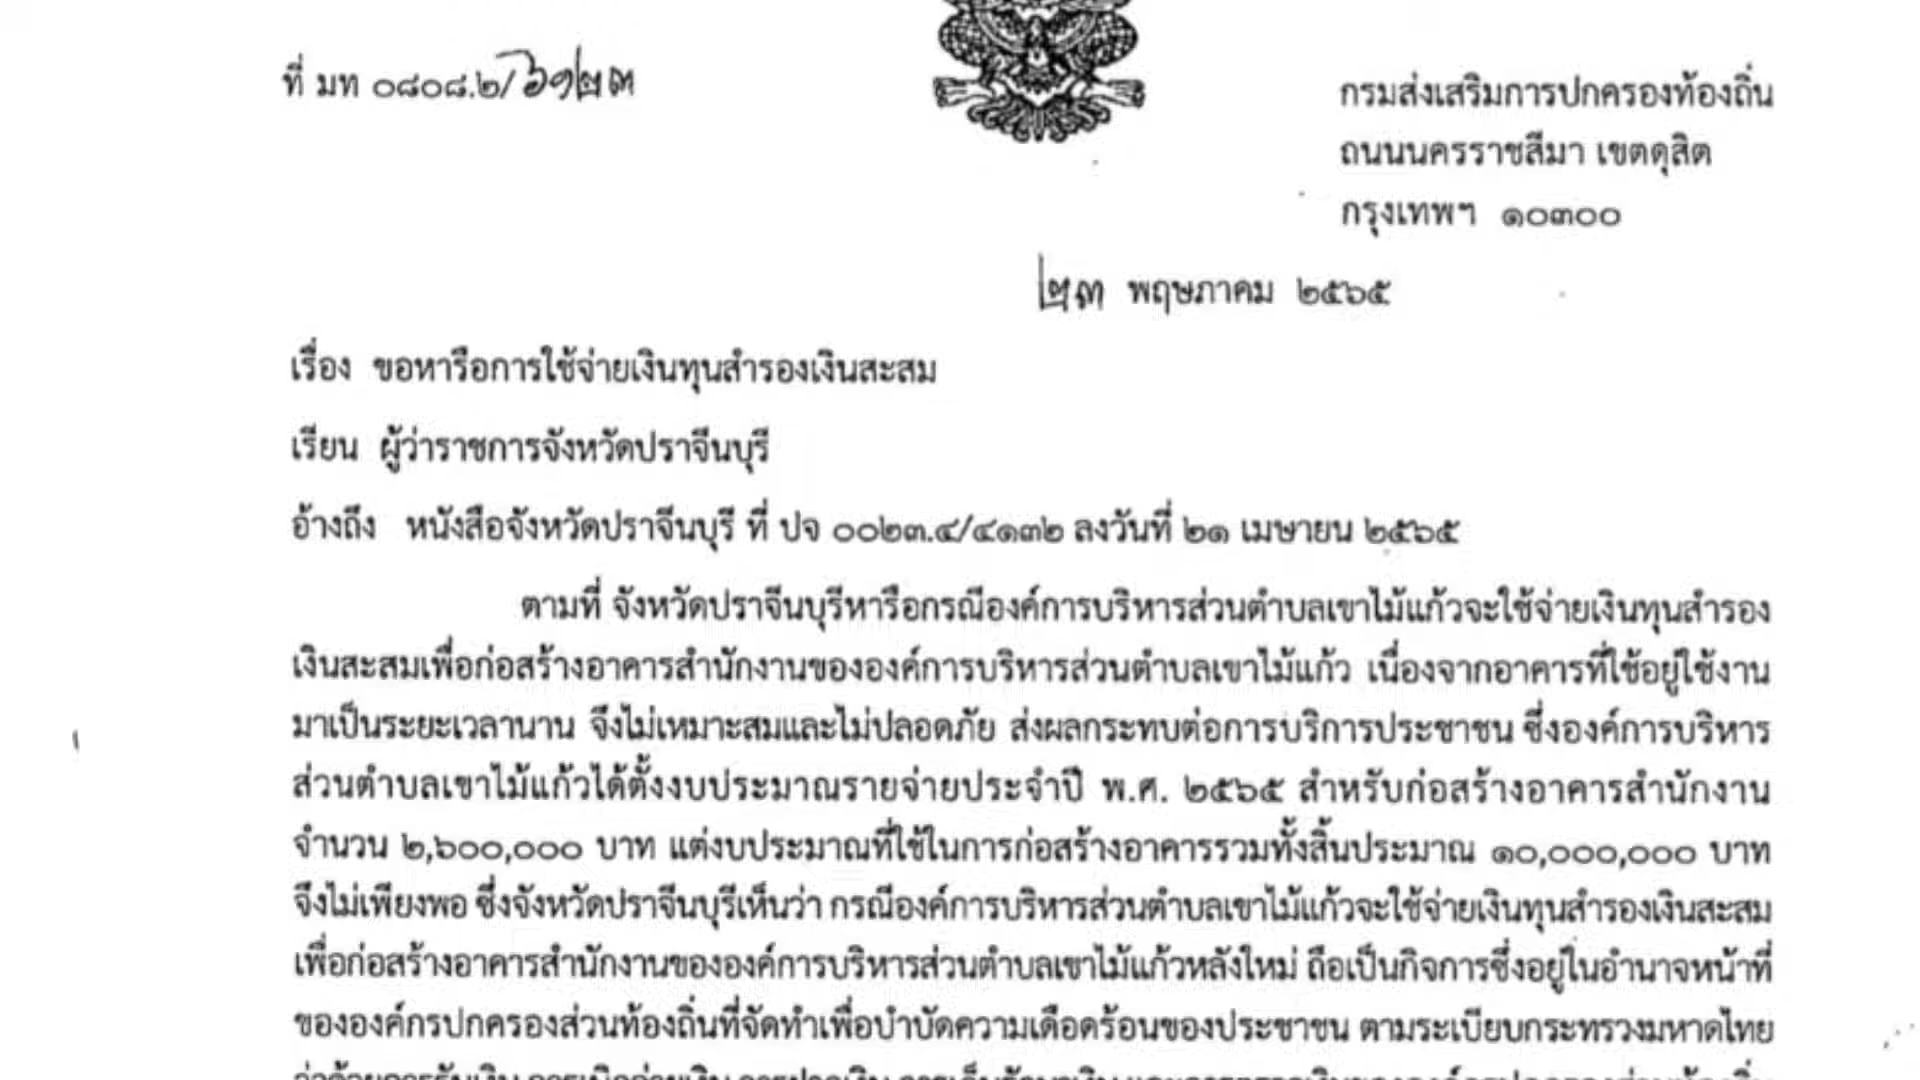 ที่ มท ๐๘๐๘.๒/ว๖๑๒๓
กรมส่งเสริมการปกครองท้องถิ่น
ถนนนครราชสีมา เขตดุสิต
กรุงเทพฯ ๑๐๓๐๐
๒๓ พฤษภาคม ๒๕๖๕
เรื่อง ขอหารือการใช้จ่ายเงินทุนสำรองเงินสะสม
เรียน ผู้ว่าราชการจังหวัดปราจีนบุรี
อ้างถึง หนังสือจังหวัดปราจีนบุรี ที่ ปจ ๐๐๒๓.๔/๔๑๓๒ ลงวันที่ ๒๑ เมษายน ๒๕๖๕
ตามที่ จังหวัดปราจีนบุรีหารือกรณีองค์การบริหารส่วนตำบลเขาไม้แก้วจะใช้จ่ายเงินทุนสำรอง
เงินสะสมเพื่อก่อสร้างอาคารสำนักงานขององค์การบริหารส่วนตำบลเขาไม้แก้ว เนื่องจากอาคารที่ใช้อยู่ใช้งาน
มาเป็นระยะเวลานาน จึงไม่เหมาะสมและไม่ปลอดภัย ส่งผลกระทบต่อการบริการประชาชน ซึ่งองค์การบริหาร
ส่วนตำบลเขาไม้แก้วได้ตั้งงบประมาณรายจ่ายประจำปี พ.ศ. ๒๕๖๕ สำหรับก่อสร้างอาคารสำนักงาน
จำนวน ๒,๖๐๐,๐๐๐ บาท แต่งบประมาณที่ใช้ในการก่อสร้างอาคารรวมทั้งสิ้นประมาณ ๑๐,๐๐๐,๐๐๐ บาท
จึงไม่เพียงพอ ซึ่งจังหวัดปราจีนบุรีเห็นว่า กรณีองค์การบริหารส่วนตำบลเขาไม้แก้วจะใช้จ่ายเงินทุนสำรองเงินสะสม
เพื่อก่อสร้างอาคารสำนักงานขององค์การบริหารส่วนตำบลเขาไม้แก้วหลังใหม่ ถือเป็นกิจการซึ่งอยู่ในอำนาจหน้าที่
ขององค์กรปกครองส่วนท้องถิ่นที่จัดทำเพื่อบำบัดความเดือดร้อนของประชาชน ตามระเบียบกระทรวงมหาดไทย